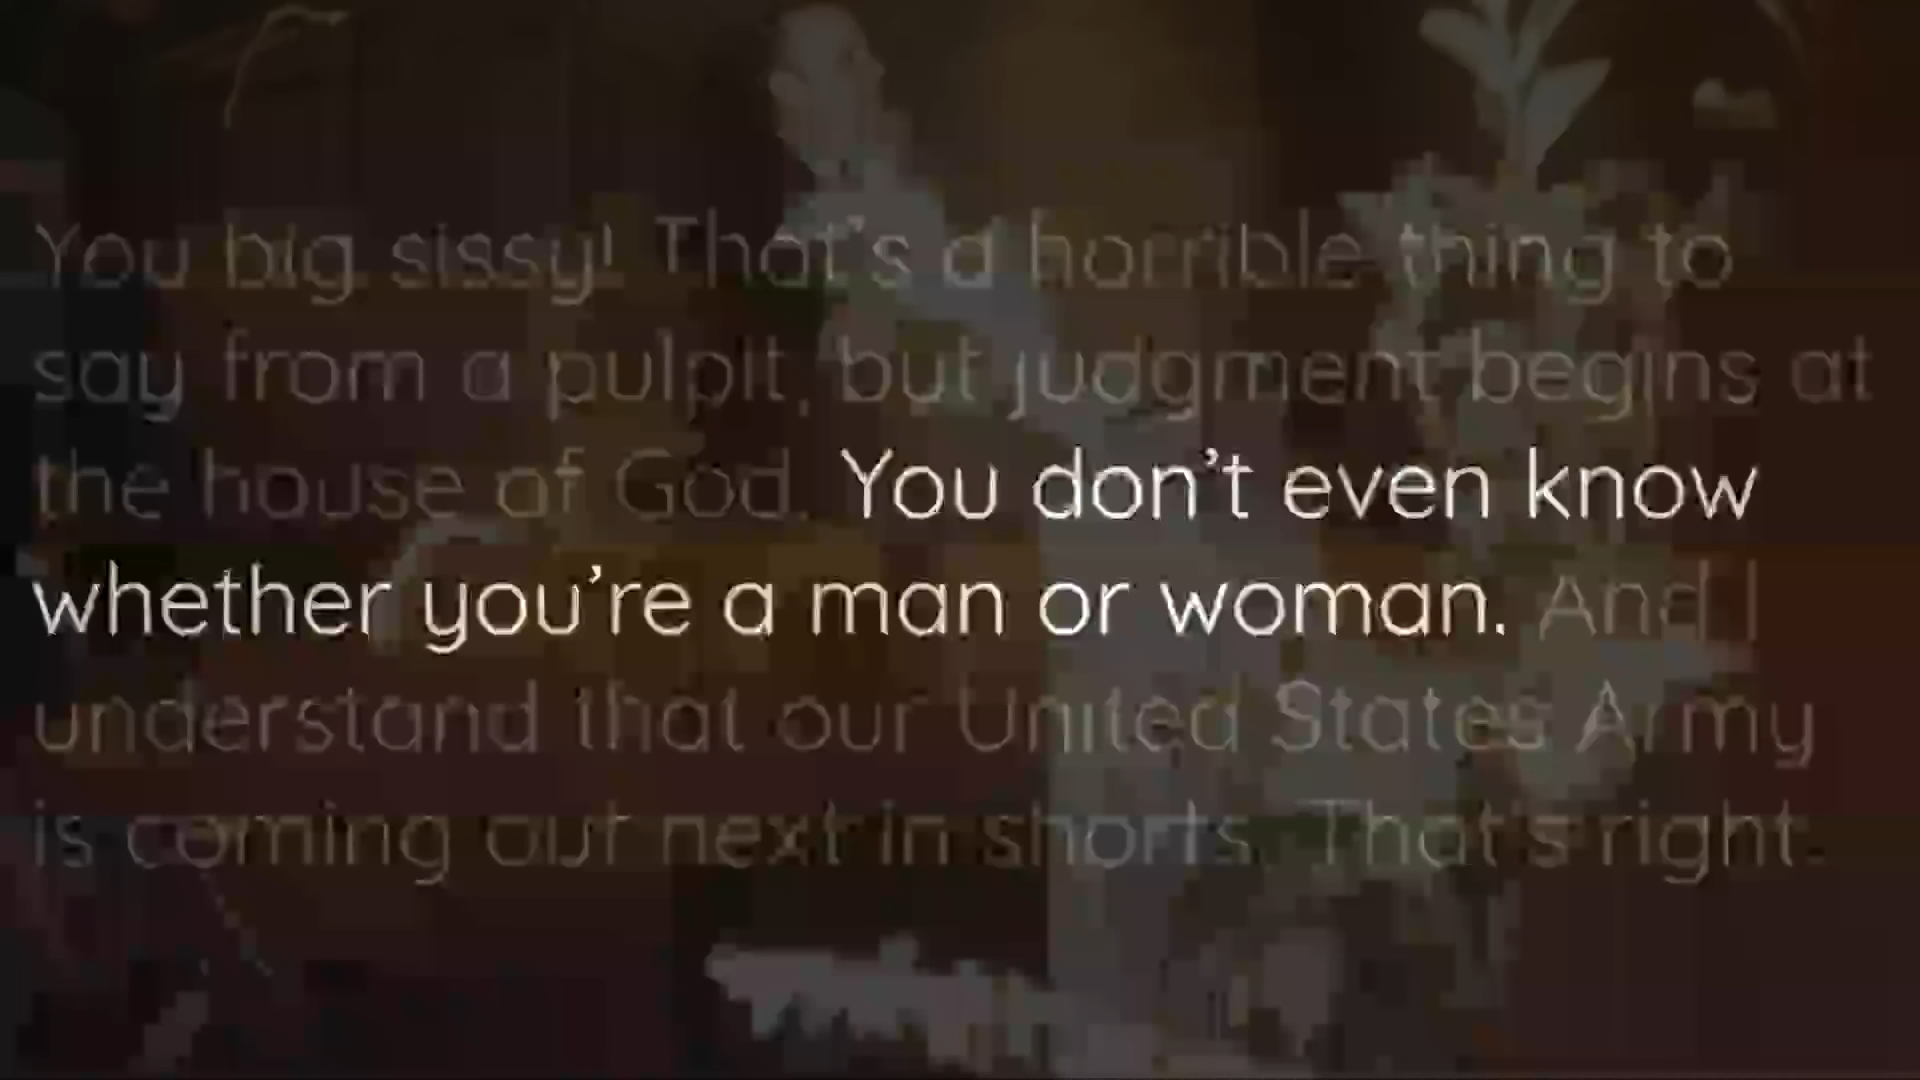 You big sissy! That's a horrible thing to
say from a pulpit, but judgment begins at
the house of God. You don't even know
whether you're a man or woman. And I
understand that our United States Army
is coming out next in shorts. That's right.